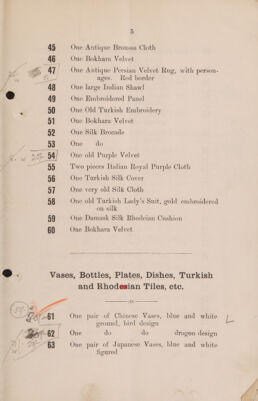 5
45 One Antique Broussa Cloth
46 One Bokhara Velvet
47 One Antique Persian Velvet Rug, with person-
ages. Red border
48 One large Indian Shawl
49 One Embroidered Panel
50 One Old Turkish Embroidery
51 One Bokhara Velvet
52 One Silk Brocade
53 One do
54 One old Purple Velvet
55 Two pieces Italian Royal Purple Cloth
56 One Turkish Silk Cover
57 One very old Silk Cloth
58 One old Turkish Lady's Suit, gold embroidered
on silk
59 One Damask Silk Rhodeian Cushion
60 One Bokhara Velvet
Vases, Bottles, Plates, Dishes, Turkish
and Rhodesian Tiles, etc.
61 One pair of Chinese Vases, blue and white
ground, bird design
62 One do do dragon design
63 One pair of Japanese Vases, blue and white
figured